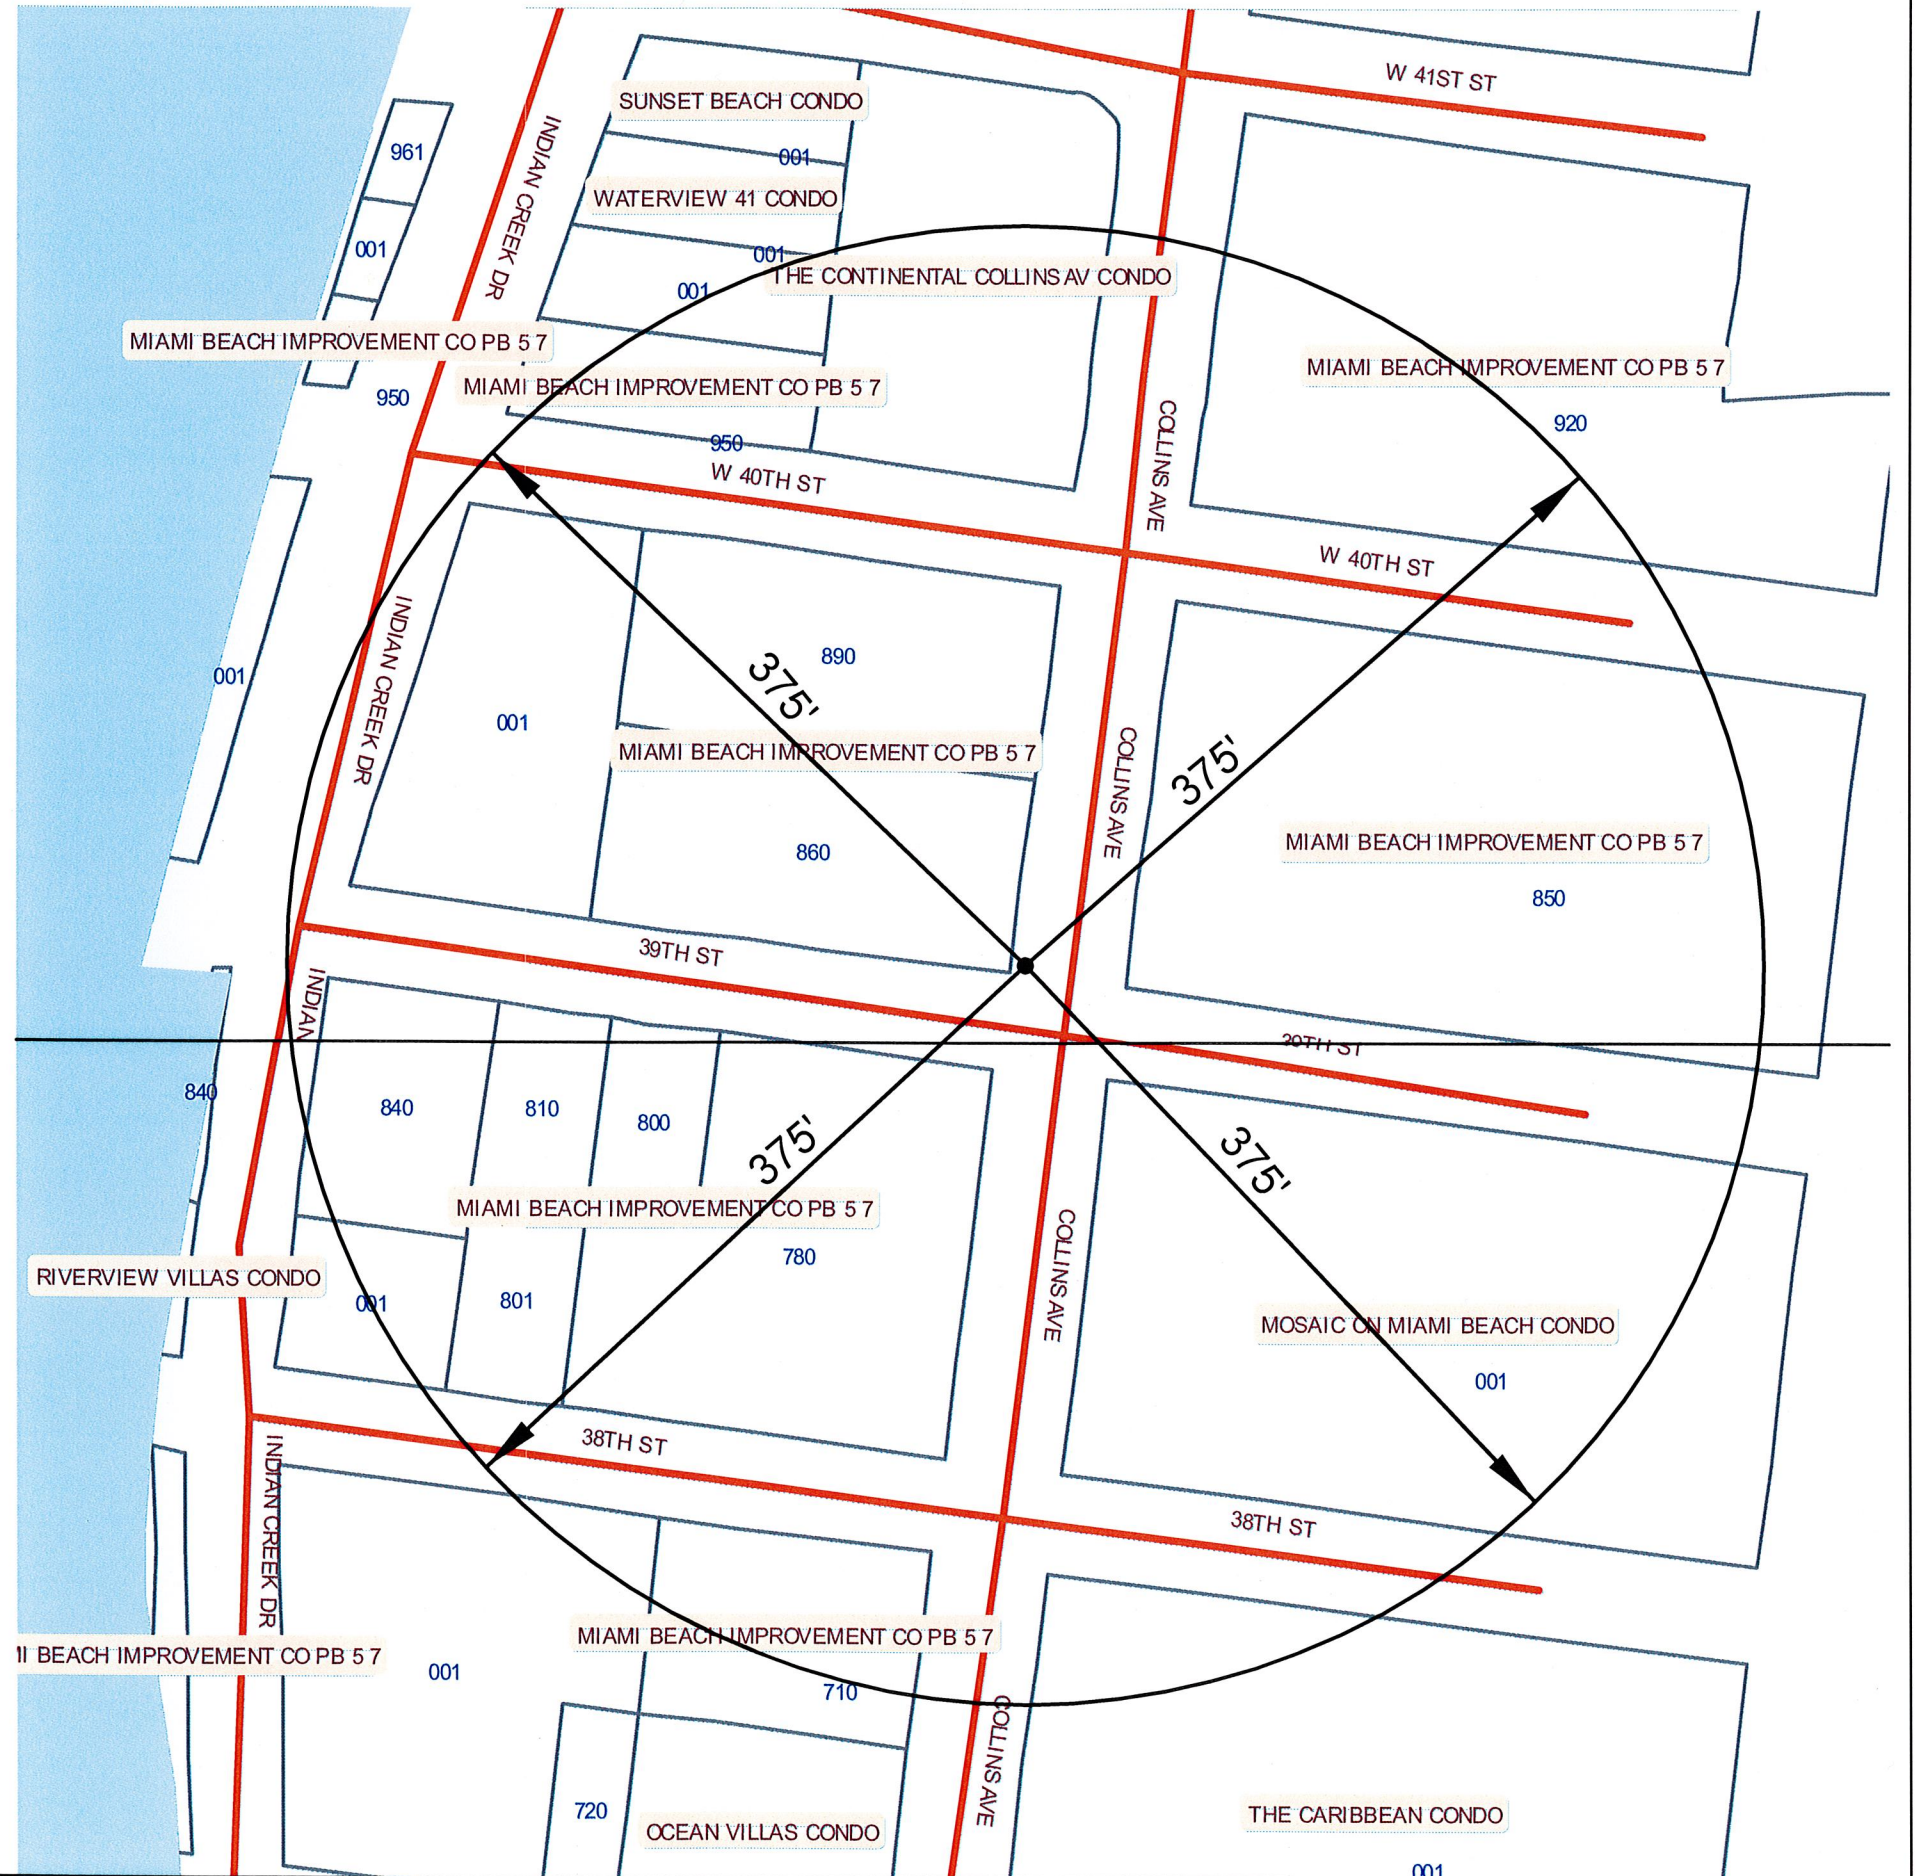 W 41ST ST
SUNSET BEACH CONDO
961
001
INDIAN CREEK DR
WATERVIEW 41 CONDO
001
001
001
THE CONTINENTAL COLLINS AV CONDO
MIAMI BEACH IMPROVEMENT CO PB 5 7
950
MIAMI BEACH IMPROVEMENT CO PB 5 7
950
MIAMI BEACH IMPROVEMENT CO PB 5 7
920
W 40TH ST
COLLINS AVE
W 40TH ST
INDIAN CREEK DR
001
001
890
375'
MIAMI BEACH IMPROVEMENT CO PB 5 7
860
COLLINS AVE
375'
MIAMI BEACH IMPROVEMENT CO PB 5 7
850
39TH ST
INDIAN
39TH ST
840
840
810
800
375'
375'
MIAMI BEACH IMPROVEMENT CO PB 5 7
780
COLLINS AVE
RIVERVIEW VILLAS CONDO
001
801
MOSAIC ON MIAMI BEACH CONDO
001
38TH ST
INDIAN CREEK DR
38TH ST
MIAMI BEACH IMPROVEMENT CO PB 5 7
710
I BEACH IMPROVEMENT CO PB 5 7
001
COLLINS AVE
720
OCEAN VILLAS CONDO
THE CARIBBEAN CONDO
001